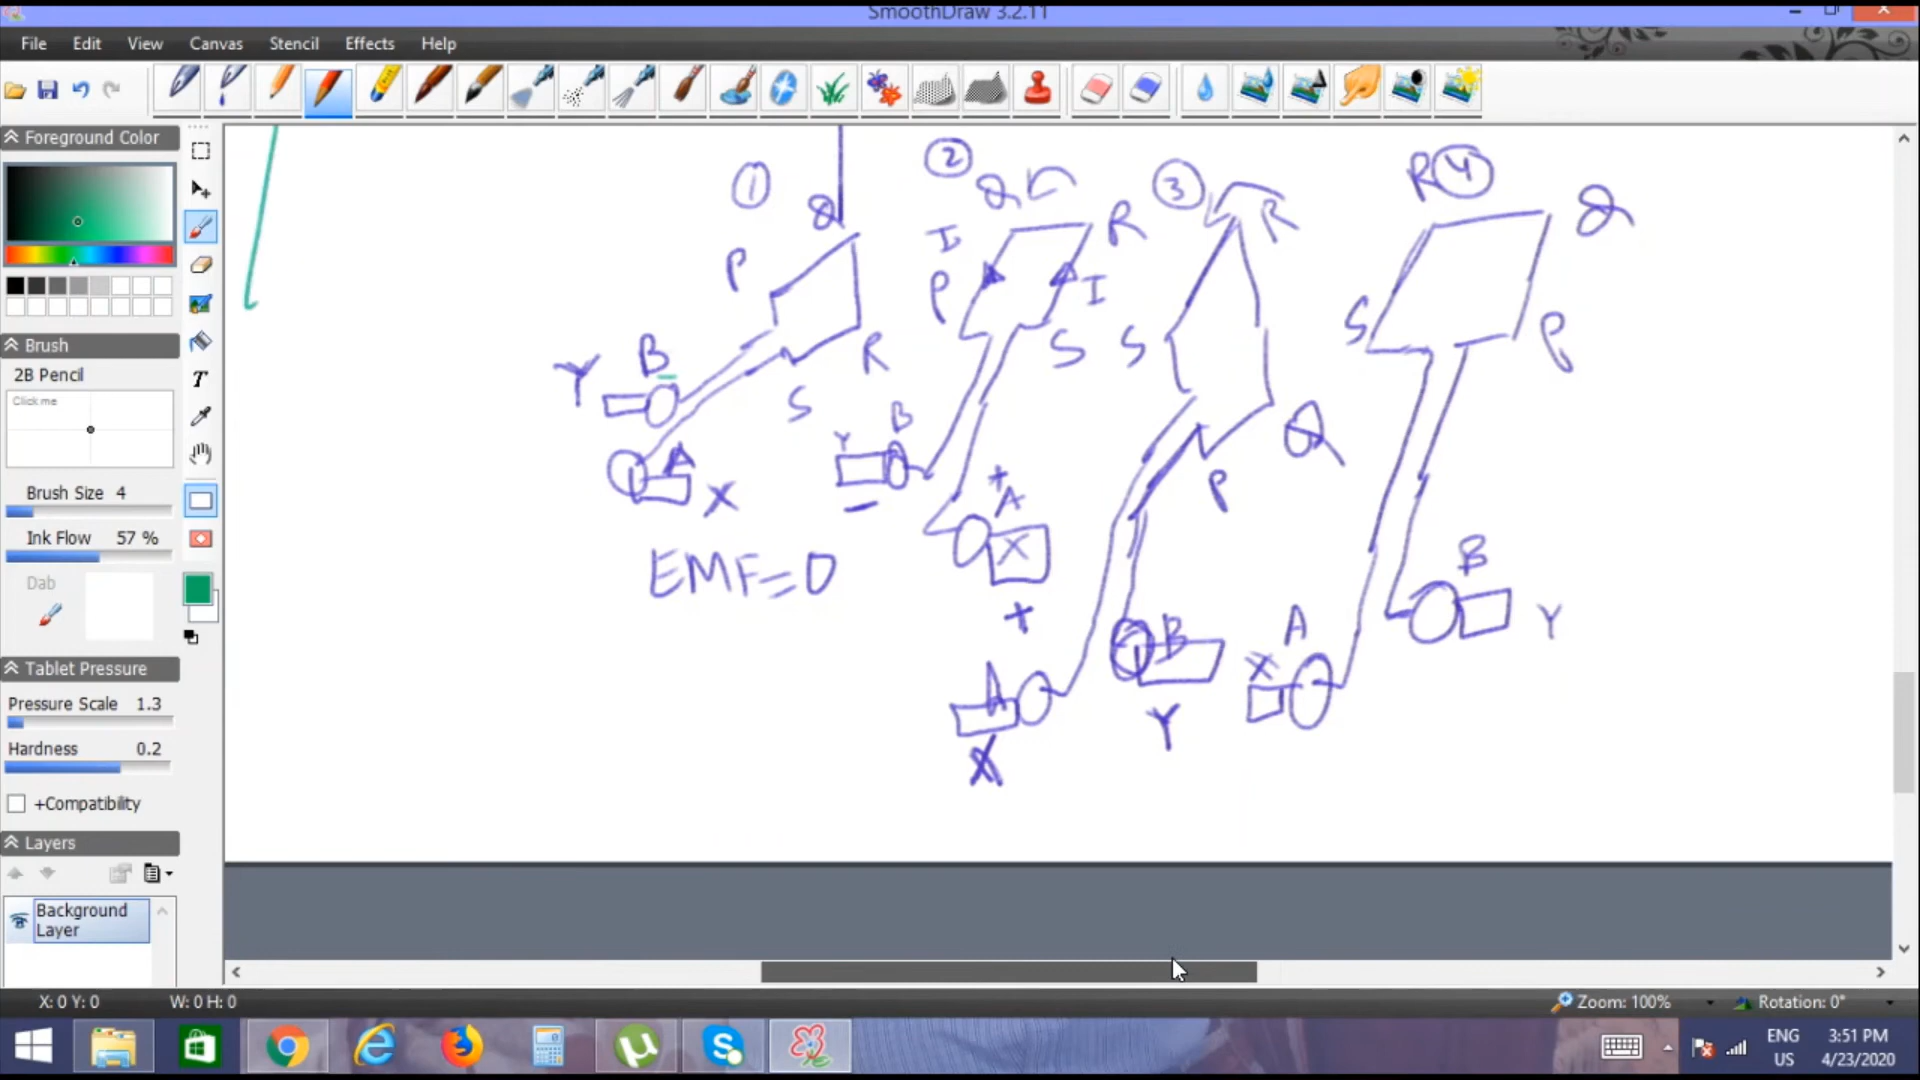 SmoothDraw 3.2.11
File Edit View Canvas Stencil Effects Help
Foreground Color
Brush
2B Pencil
Click me
Brush Size 4
Ink Flow 57 %
Dab
Tablet Pressure
Pressure Scale 1.3
Hardness 0.2
+Compatibility
Layers
Background
Layer
1
Q
P
R
S
B
Y
A
X
EMF=0
2
Q
I
R
P
I
S
Y
B
+
A
X
+
3
R
S
Q
P
A
X
B
Y
R 4
Q
S
P
B
Y
A
X
X: 0 Y: 0 W: 0 H: 0
Zoom: 100% Rotation: 0°
ENG
US
3:51 PM
4/23/2020